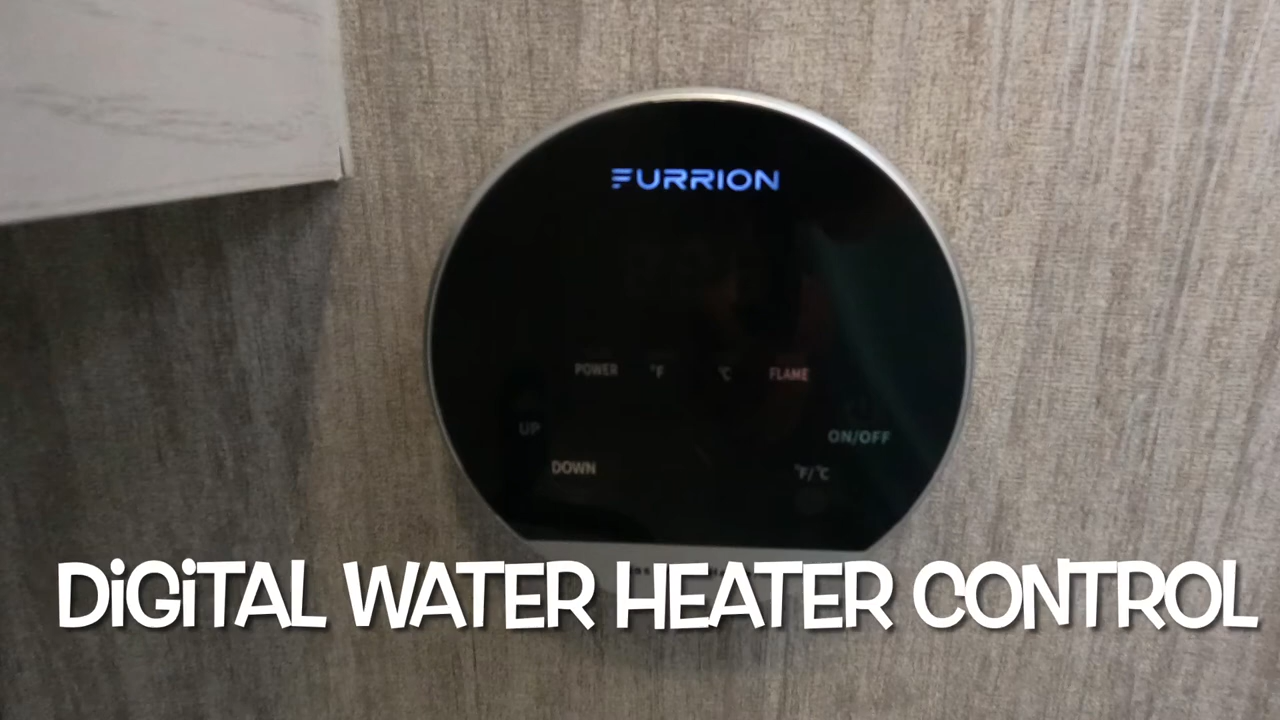 FURRION
POWER °F °C FLAME
UP ON/OFF
DOWN °F/°C
DiGiTAL WATER HEATER CONTROL